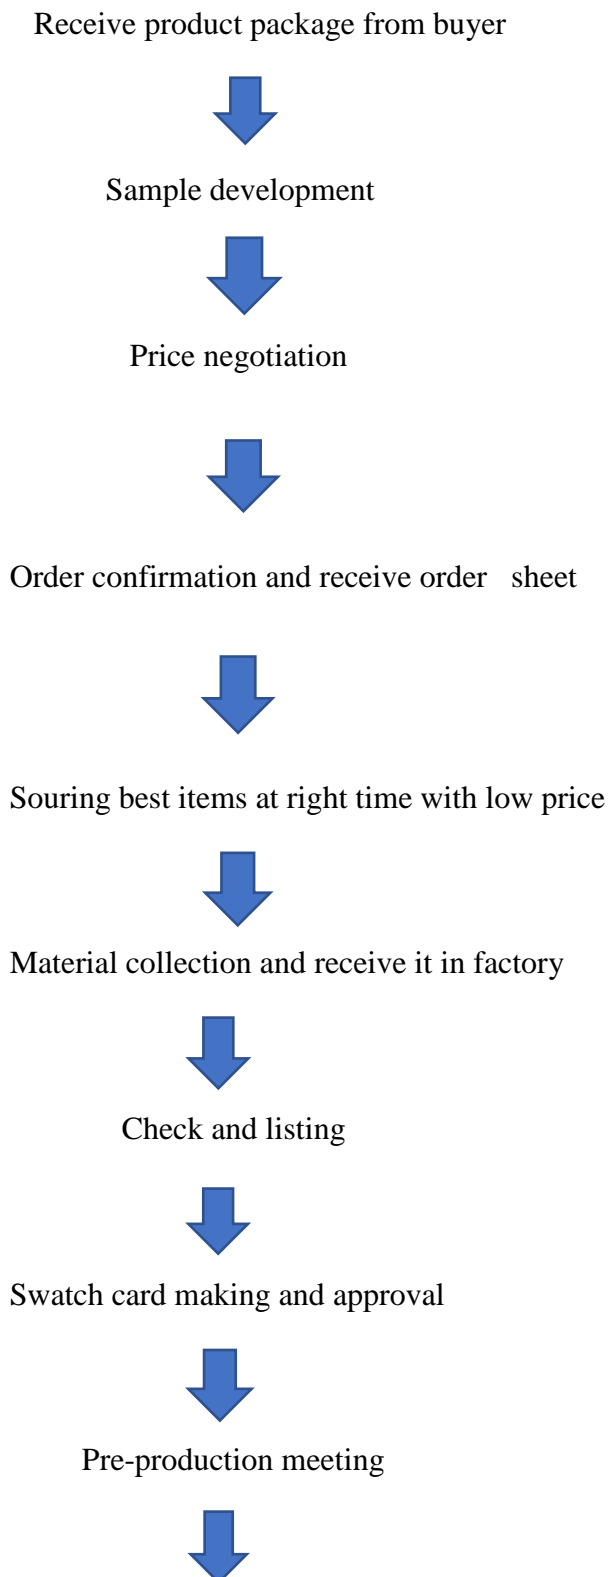 Receive product package from buyer
Sample development
Price negotiation
Order confirmation and receive order sheet
Souring best items at right time with low price
Material collection and receive it in factory
Check and listing
Swatch card making and approval
Pre-production meeting